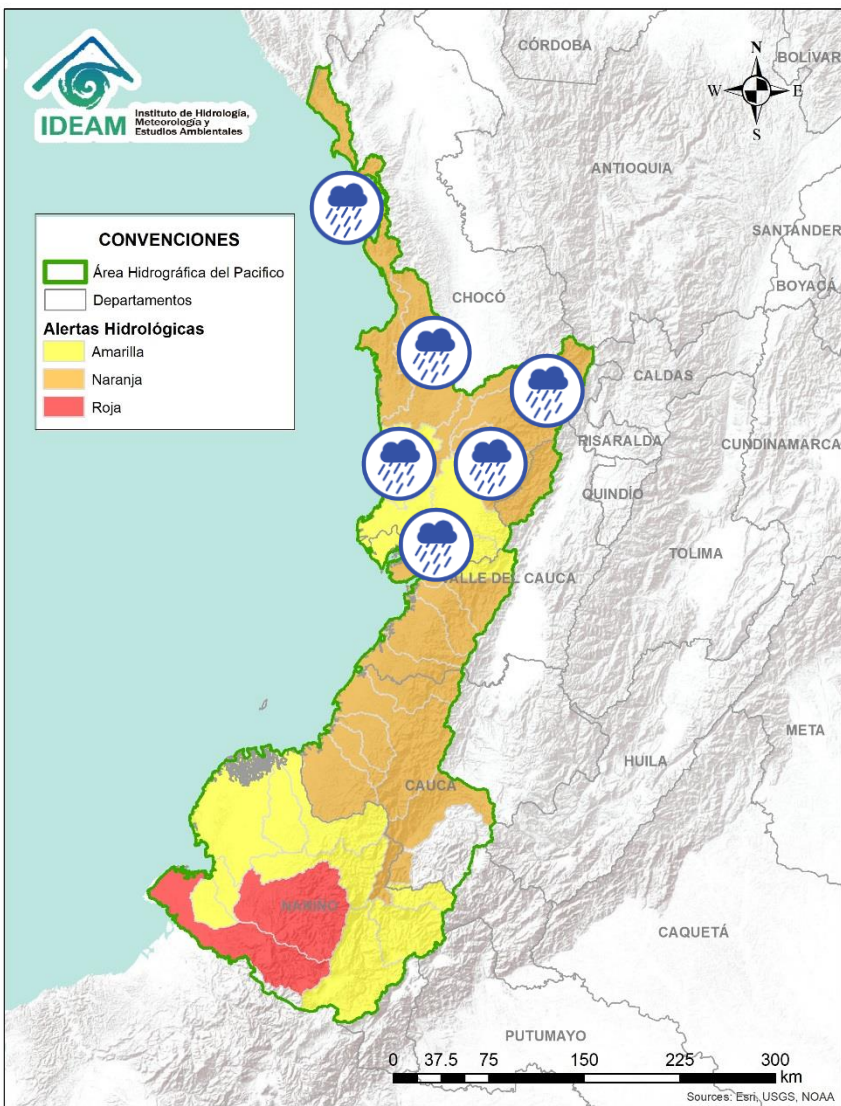 IDEAM
Instituto de Hidrología,
Meteorología y
Estudios Ambientales
CONVENCIONES
Área Hidrográfica del Pacifico
Departamentos
Alertas Hidrológicas
Amarilla
Naranja
Roja
N
W
E
S
CÓRDOBA
BOLÍVAR
ANTIOQUIA
SANTANDER
BOYACÁ
CHOCÓ
CALDAS
RISARALDA
CUNDINAMARCA
QUINDÍO
TOLIMA
VALLE DEL CAUCA
META
HUILA
CAUCA
NARIÑO
CAQUETÁ
PUTUMAYO
0 37.5 75 150 225 300
km
Sources: Esri, USGS, NOAA